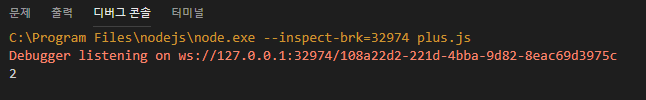 문제 출력 디버그 콘솔 터미널
C:\Program Files\nodejs\node.exe --inspect-brk=32974 plus.js
Debugger listening on ws://127.0.0.1:32974/108a22d2-221d-4bba-9d82-8eac69d3975c
2